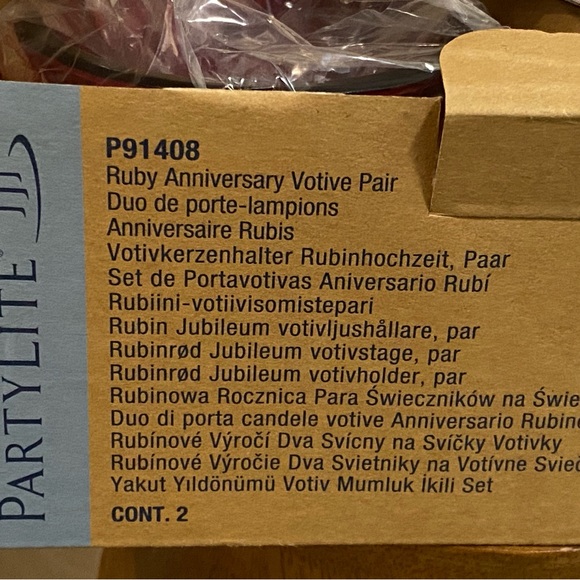 PARTYLITE®
P91408
Ruby Anniversary Votive Pair
Duo de porte-lampions
Anniversaire Rubis
Votivkerzenhalter Rubinhochzeit, Paar
Set de Portavotivas Aniversario Rubí
Rubiini-votiivisomistepari
Rubin Jubileum votivljushållare, par
Rubinrød Jubileum votivstage, par
Rubinrød Jubileum votivholder, par
Rubinowa Rocznica Para Świeczników na
Duo di porta candele votive Anniversario
Rubínové Výročí Dva Svícny na Svíčky Votivky
Rubínové Výročie Dva Svietniky na Votívne
Yakut Yıldönümü Votiv Mumluk İkili Set
CONT. 2